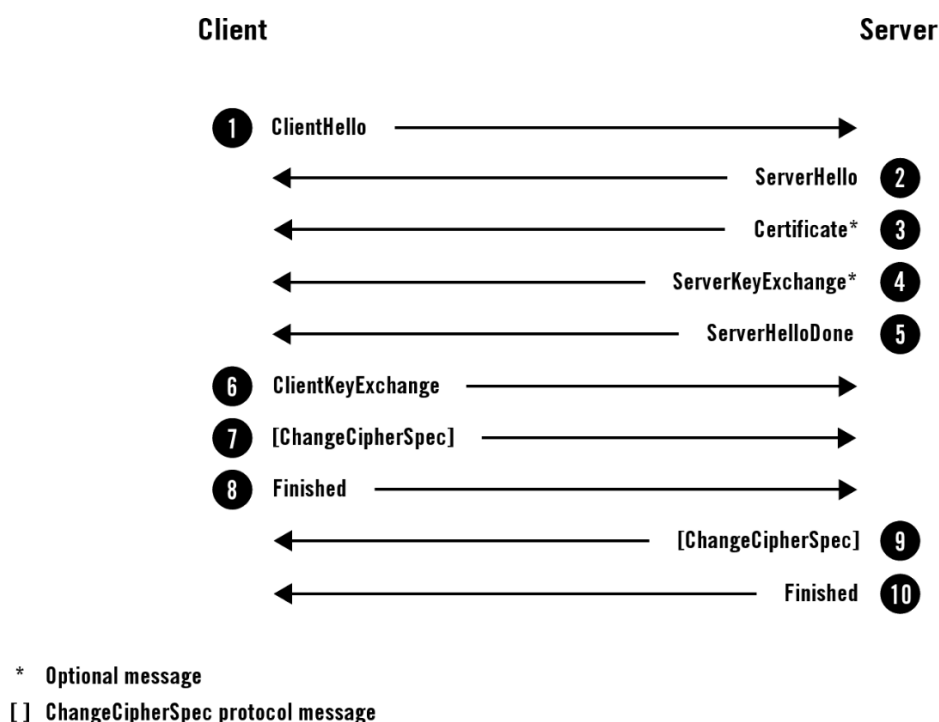 Client Server
1 ClientHello
ServerHello 2
Certificate* 3
ServerKeyExchange* 4
ServerHelloDone 5
6 ClientKeyExchange
7 [ChangeCipherSpec]
8 Finished
[ChangeCipherSpec] 9
Finished 10
* Optional message
[ ] ChangeCipherSpec protocol message